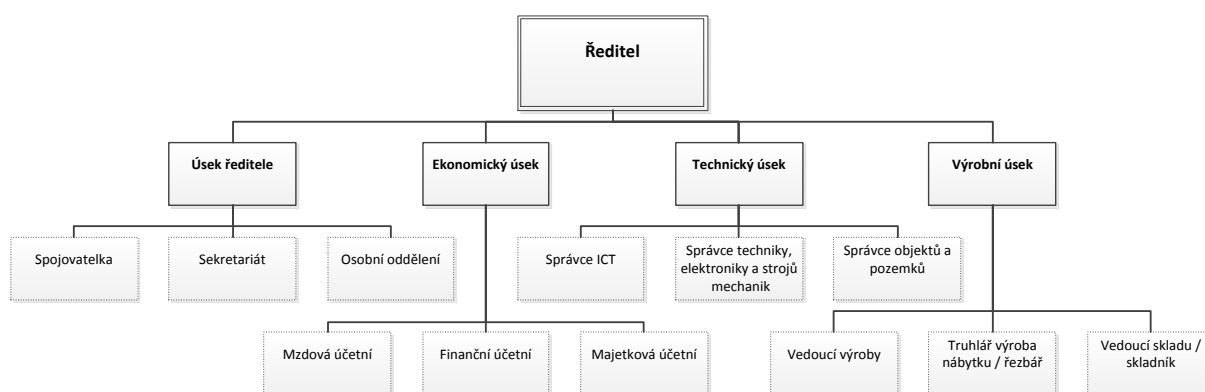 Ředitel
Úsek ředitele
Ekonomický úsek
Technický úsek
Výrobní úsek
Spojovatelka
Sekretariát
Osobní oddělení
Správce ICT
Správce techniky,
elektroniky a strojů
mechanik
Správce objektů a
pozemků
Mzdová účetní
Finanční účetní
Majetková účetní
Vedoucí výroby
Truhlář výroba
nábytku / řezbář
Vedoucí skladu /
skladník